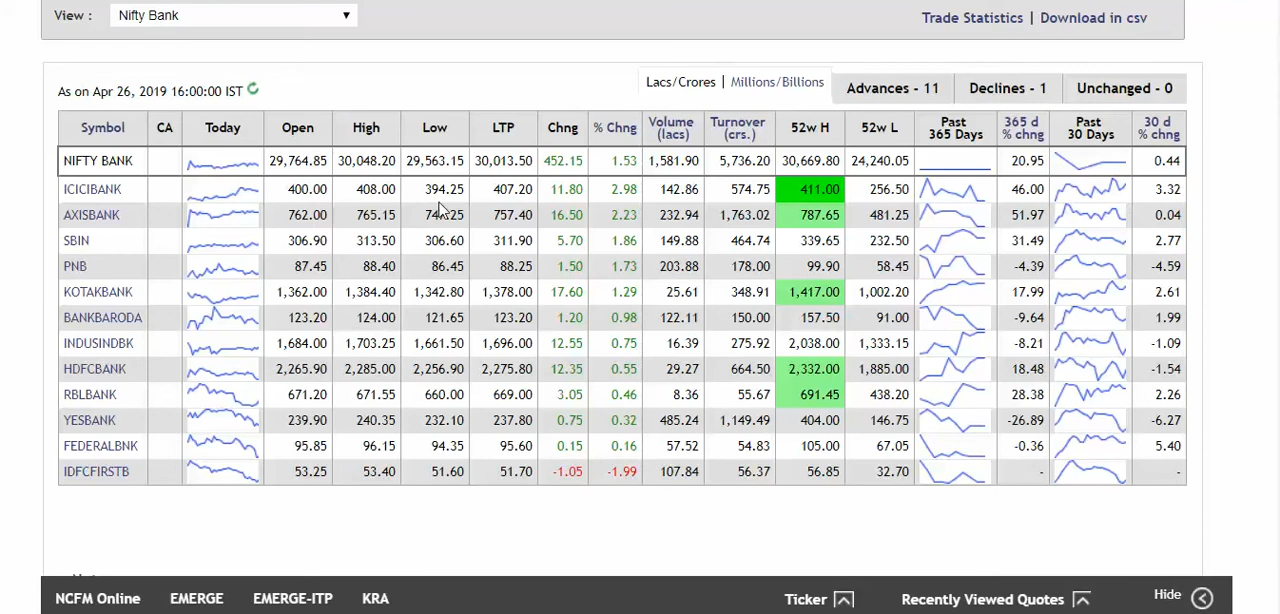 View : Nifty Bank ▼ Trade Statistics | Download in csv
As on Apr 26, 2019 16:00:00 IST Lacs/Crores | Millions/Billions Advances - 11 Declines - 1 Unchanged - 0
Symbol CA Today Open High Low LTP Chng % Chng Volume (lacs) Turnover (crs.) 52w H 52w L Past 365 Days 365 d % chng Past 30 Days 30 d % chng
NIFTY BANK 29,764.85 30,048.20 29,563.15 30,013.50 452.15 1.53 1,581.90 5,736.20 30,669.80 24,240.05 20.95 0.44
ICICIBANK 400.00 408.00 394.25 407.20 11.80 2.98 142.86 574.75 411.00 256.50 46.00 3.32
AXISBANK 762.00 765.15 757.40 16.50 2.23 232.94 1,763.02 787.65 481.25 51.97 0.04
SBIN 306.90 313.50 306.60 311.90 5.70 1.86 149.88 464.74 339.65 232.50 31.49 2.77
PNB 87.45 88.40 86.45 88.25 1.50 1.73 203.88 178.00 99.90 58.45 -4.39 -4.59
KOTAKBANK 1,362.00 1,384.40 1,342.80 1,378.00 17.60 1.29 25.61 348.91 1,417.00 1,002.20 17.99 2.61
BANKBARODA 123.20 124.00 121.65 123.20 1.20 0.98 122.11 150.00 157.50 91.00 -9.64 1.99
INDUSINDBK 1,684.00 1,703.25 1,661.50 1,696.00 12.55 0.75 16.39 275.92 2,038.00 1,333.15 -8.21 -1.09
HDFCBANK 2,265.90 2,285.00 2,256.90 2,275.80 12.35 0.55 29.27 664.50 2,332.00 1,885.00 18.48 -1.54
RBLBANK 671.20 671.55 660.00 669.00 3.05 0.46 8.36 55.67 691.45 438.20 28.38 2.26
YESBANK 239.90 240.35 232.10 237.80 0.75 0.32 485.24 1,149.49 404.00 146.75 -26.89 -6.27
FEDERALBNK 95.85 96.15 94.35 95.60 0.15 0.16 57.52 54.83 105.00 67.05 -0.36 5.40
IDFCFIRSTB 53.25 53.40 51.60 51.70 -1.05 -1.99 107.84 56.37 56.85 32.70 - -
NCFM Online EMERGE EMERGE-ITP KRA Ticker Recently Viewed Quotes Hide